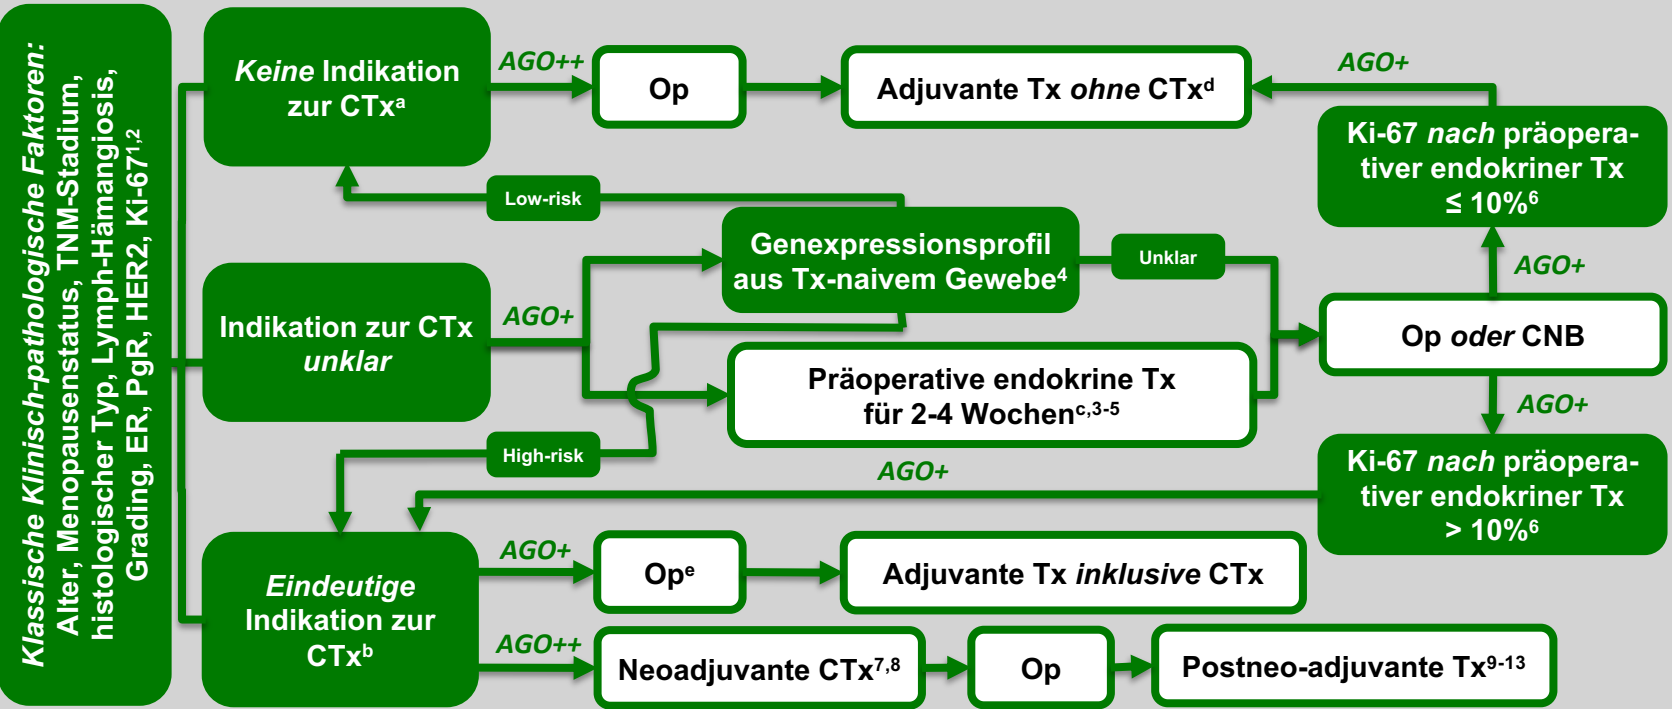 Klassische Klinisch-pathologische Faktoren:
Alter, Menopausenstatus, TNM-Stadium,
histologischer Typ, Lymph-Hämangiosis,
Grading, ER, PgR, HER2, Ki-67¹,²
Keine Indikation
zur CTxᵃ
AGO++
Op
Adjuvante Tx ohne CTxᵈ
AGO+
Ki-67 nach präopera-
tiver endokriner Tx
≤ 10%⁶
Low-risk
Genexpressionsprofil
aus Tx-naivem Gewebe⁴
Unklar
AGO+
Indikation zur CTx
unklar
AGO+
Op oder CNB
Präoperative endokrine Tx
für 2-4 Wochenᶜ,³⁻⁵
AGO+
High-risk
AGO+
Ki-67 nach präopera-
tiver endokriner Tx
> 10%⁶
Eindeutige
Indikation zur
CTxᵇ
AGO+
Opᵉ
Adjuvante Tx inklusive CTx
AGO++
Neoadjuvante CTx⁷,⁸
Op
Postneo-adjuvante Tx⁹⁻¹³